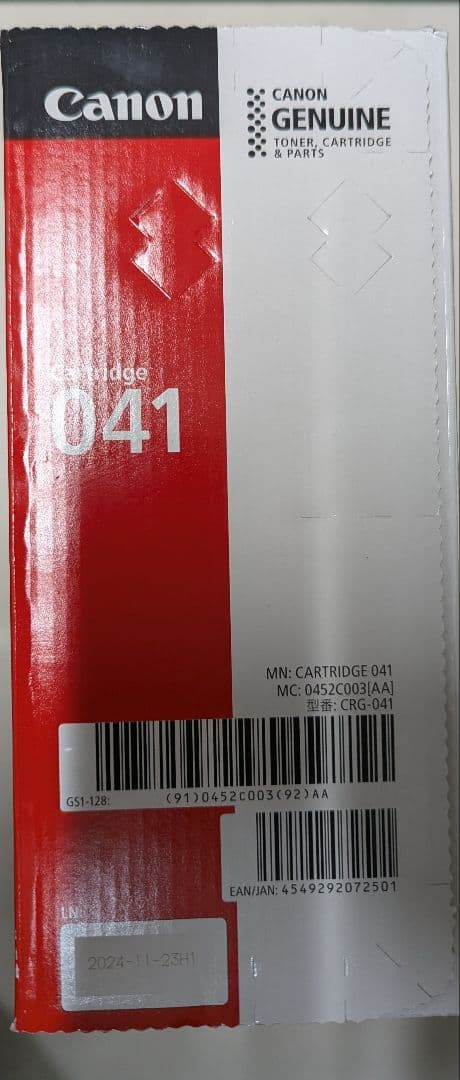 Canon
CANON
GENUINE
TONER, CARTRIDGE
& PARTS
Cartridge
041
MN: CARTRIDGE 041
MC: 0452C003[AA]
型番: CRG-041
GS1-128:
(91)0452C003(92)AA
EAN/JAN: 4549292072501
LN:
2024-11-23H1